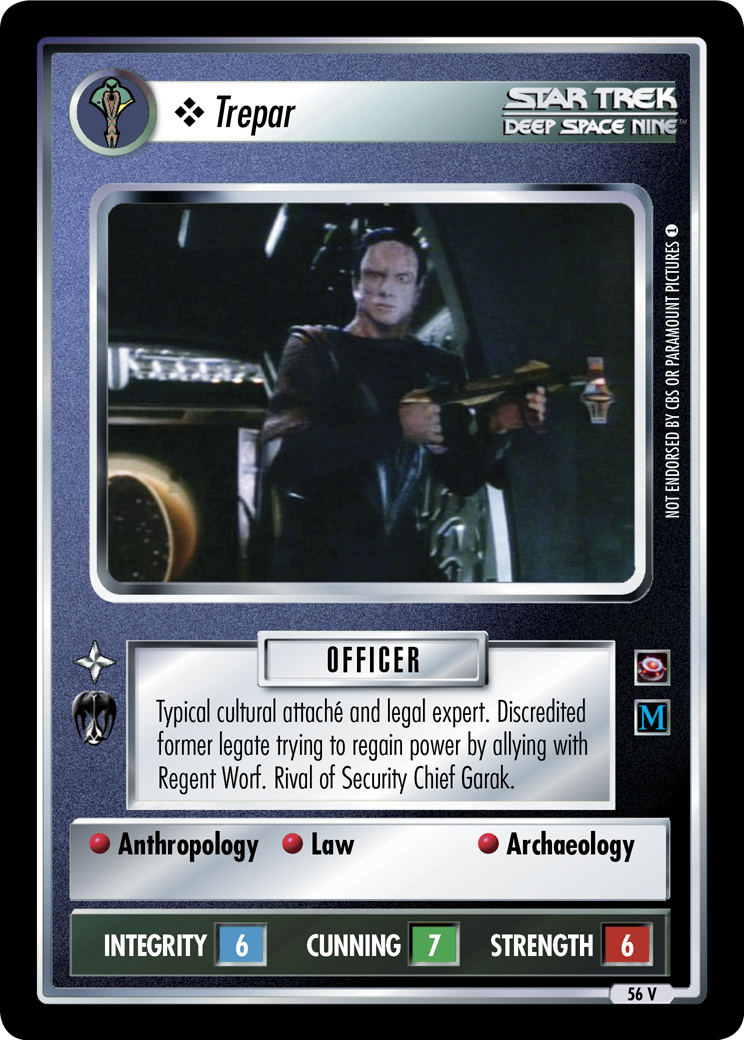 ❖ Trepar
STAR TREK
DEEP SPACE NINE™
NOT ENDORSED BY CBS OR PARAMOUNT PICTURES 1
OFFICER
M
Typical cultural attaché and legal expert. Discredited
former legate trying to regain power by allying with
Regent Worf. Rival of Security Chief Garak.
Anthropology Law Archaeology
INTEGRITY 6 CUNNING 7 STRENGTH 6
56 V